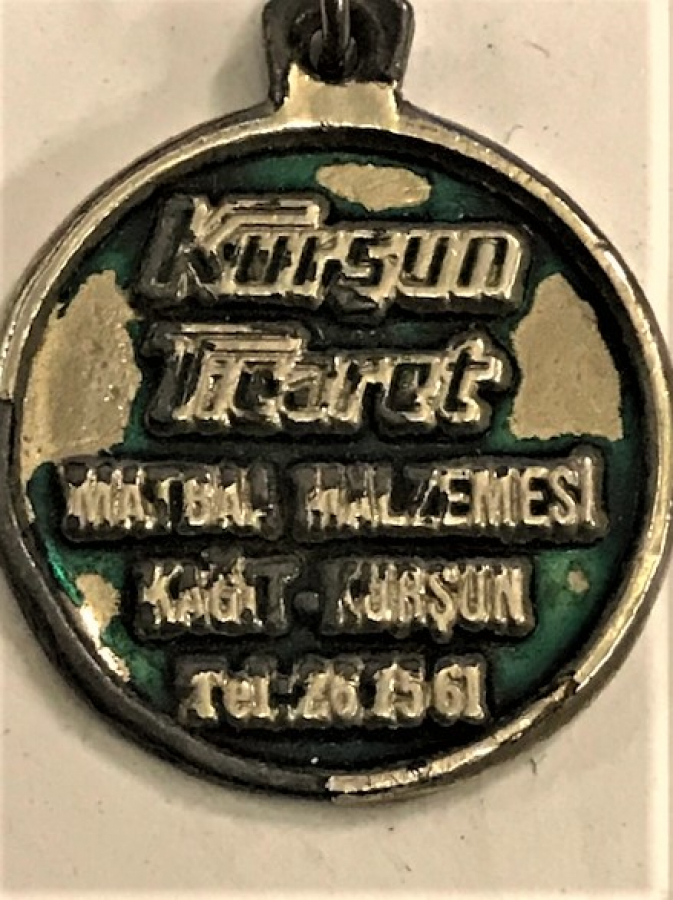 Kurşun
Ticaret
MATBAA MALZEMESİ
KAĞIT - KURŞUN
Tel. 26 15 61